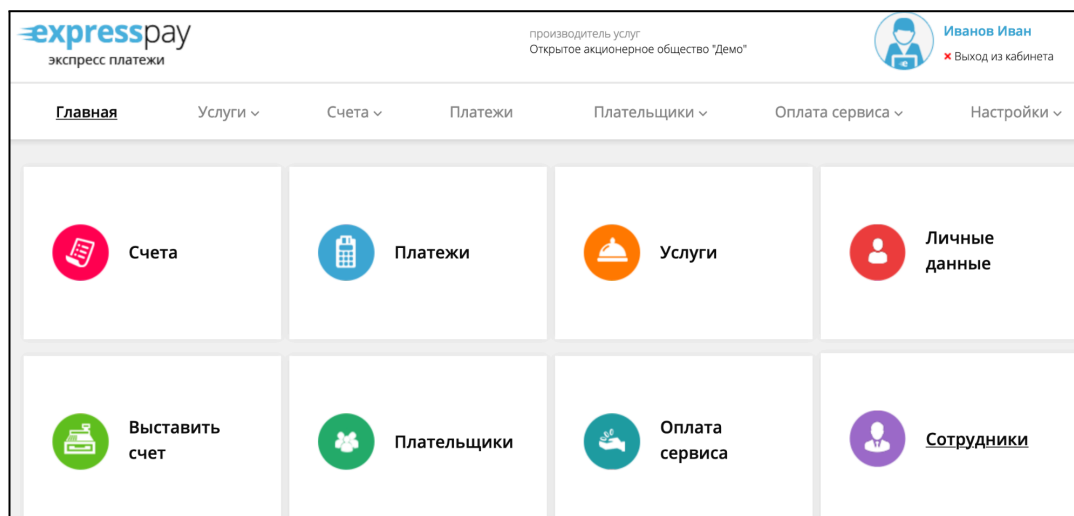 expresspay
экспресс платежи
производитель услуг
Открытое акционерное общество "Демо"
Иванов Иван
Выход из кабинета
Главная
Услуги
Счета
Платежи
Плательщики
Оплата сервиса
Настройки
Счета
Платежи
Услуги
Личные
данные
Выставить
счет
Плательщики
Оплата
сервиса
Сотрудники